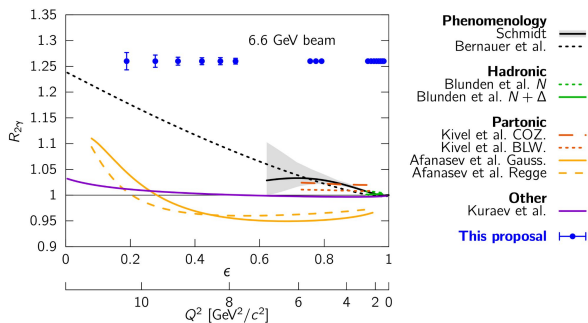 1.35
1.3
1.25
1.2
1.15
1.1
1.05
1
0.95
0.9
R2γ
6.6 GeV beam
0
0.2
0.4
0.6
0.8
1
ϵ
10
8
6
4
2
0
Q² [GeV²/c²]
Phenomenology
Schmidt
Bernauer et al.
Hadronic
Blunden et al. N
Blunden et al. N + Δ
Partonic
Kivel et al. COZ.
Kivel et al. BLW.
Afanasev et al. Gauss.
Afanasev et al. Regge
Other
Kuraev et al.
This proposal